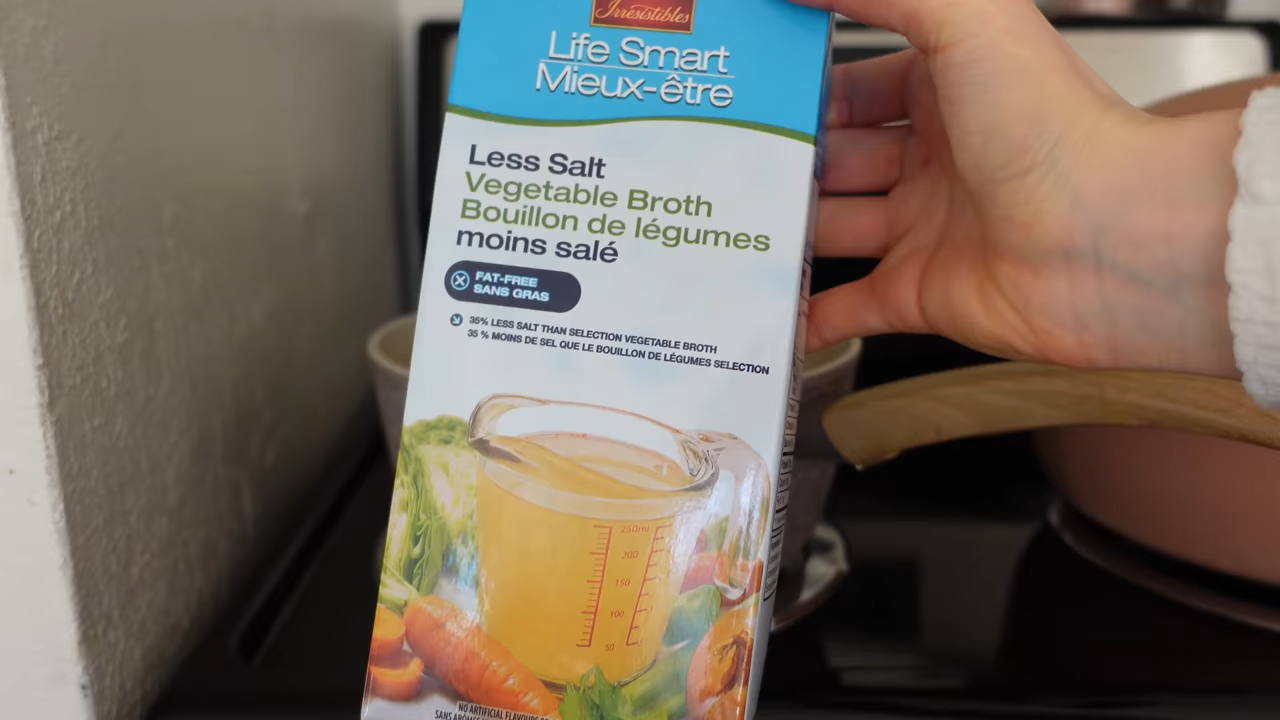 Irresistibles
Life Smart
Mieux-être
Less Salt
Vegetable Broth
Bouillon de légumes
moins salé
FAT-FREE
SANS GRAS
35% LESS SALT THAN SELECTION VEGETABLE BROTH
35 % MOINS DE SEL QUE LE BOUILLON DE LÉGUMES SELECTION
250ml
200
150
100
50
NO ARTIFICIAL FLAVOURS
SANS